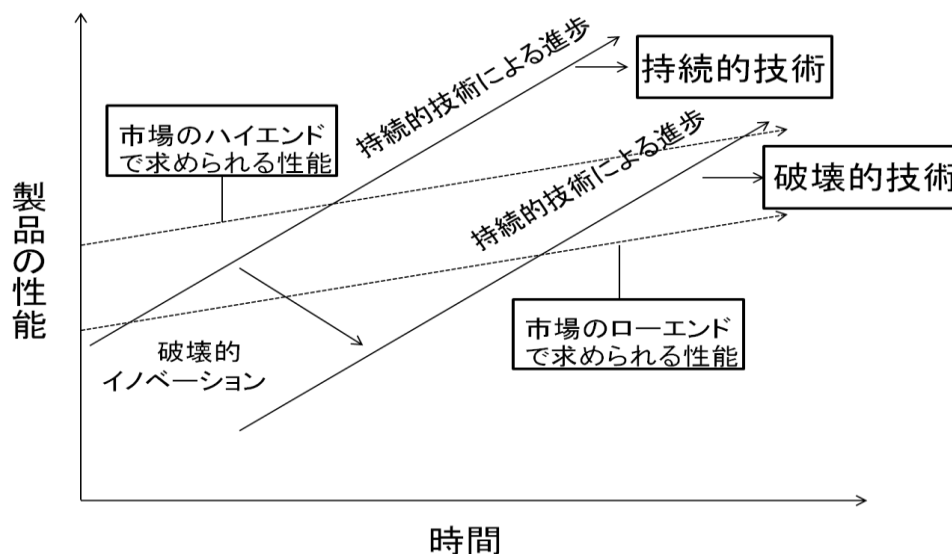 持続的技術による進歩
持続的技術
市場のハイエンド
で求められる性能
持続的技術による進歩
破壊的技術
製品の性能
市場のローエンド
で求められる性能
破壊的
イノベーション
時間